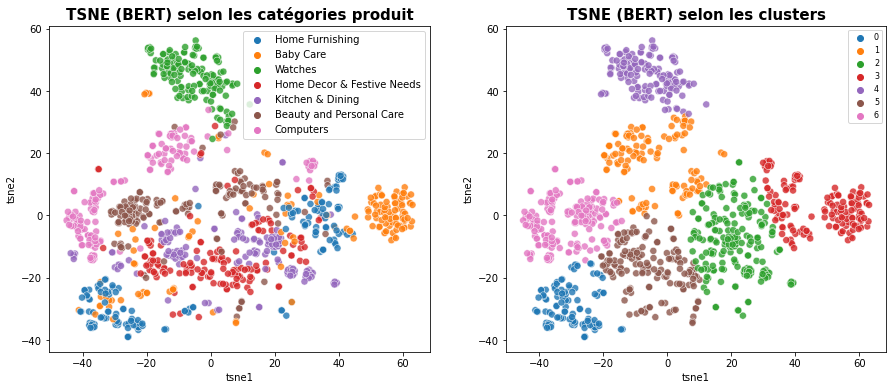 TSNE (BERT) selon les catégories produit
Home Furnishing
Baby Care
Watches
Home Decor & Festive Needs
Kitchen & Dining
Beauty and Personal Care
Computers
60
40
20
0
−20
−40
tsne2
−40
−20
0
20
40
60
tsne1
TSNE (BERT) selon les clusters
0
1
2
3
4
5
6
60
40
20
0
−20
−40
tsne2
−40
−20
0
20
40
60
tsne1